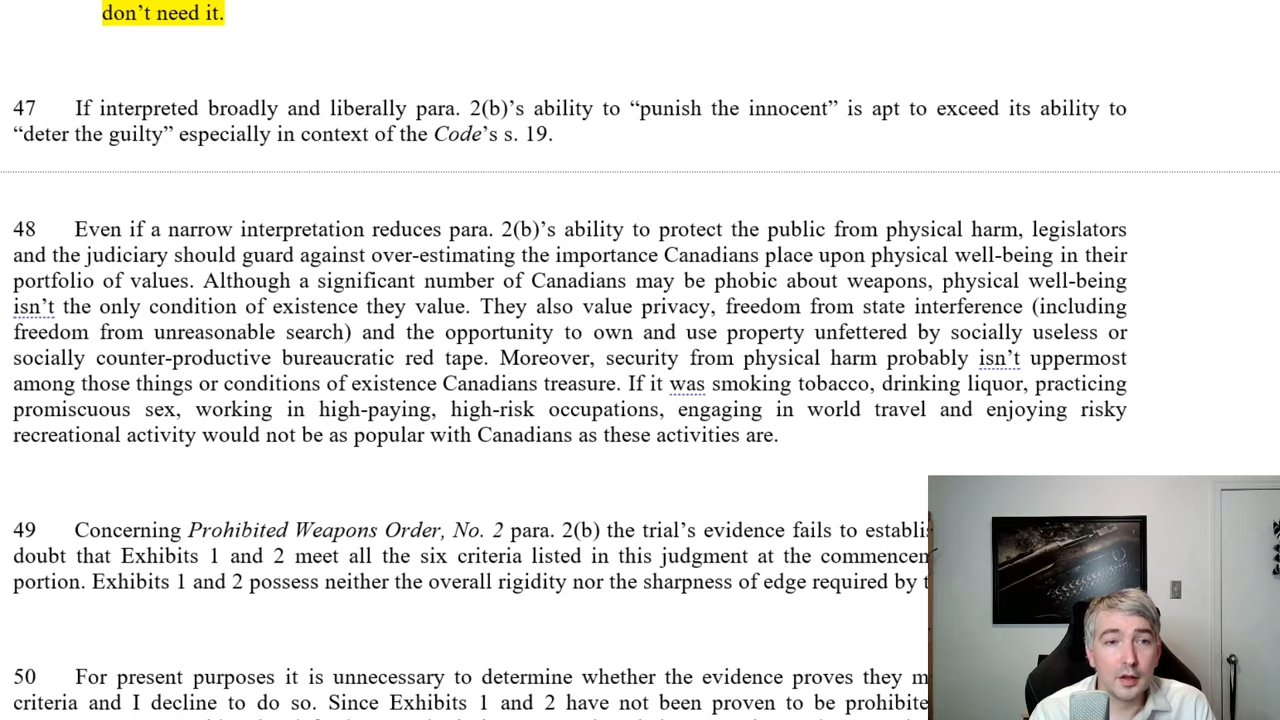 don’t need it.
47 If interpreted broadly and liberally para. 2(b)’s ability to “punish the innocent” is apt to exceed its ability to
“deter the guilty” especially in context of the Code’s s. 19.
48 Even if a narrow interpretation reduces para. 2(b)’s ability to protect the public from physical harm, legislators
and the judiciary should guard against over-estimating the importance Canadians place upon physical well-being in their
portfolio of values. Although a significant number of Canadians may be phobic about weapons, physical well-being
isn’t the only condition of existence they value. They also value privacy, freedom from state interference (including
freedom from unreasonable search) and the opportunity to own and use property unfettered by socially useless or
socially counter-productive bureaucratic red tape. Moreover, security from physical harm probably isn’t uppermost
among those things or conditions of existence Canadians treasure. If it was smoking tobacco, drinking liquor, practicing
promiscuous sex, working in high-paying, high-risk occupations, engaging in world travel and enjoying risky
recreational activity would not be as popular with Canadians as these activities are.
49 Concerning Prohibited Weapons Order, No. 2 para. 2(b) the trial’s evidence fails to
doubt that Exhibits 1 and 2 meet all the six criteria listed in this judgment at the
portion. Exhibits 1 and 2 possess neither the overall rigidity nor the sharpness of edge required by
50 For present purposes it is unnecessary to determine whether the evidence proves they
criteria and I decline to do so. Since Exhibits 1 and 2 have not been proven to be